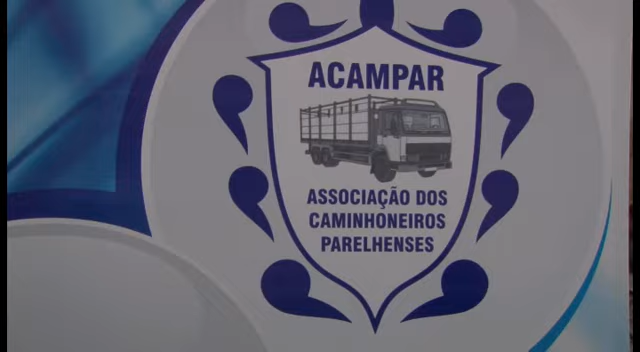 ACAMPAR
ASSOCIAÇÃO DOS
CAMINHONEIROS
PARELHENSES